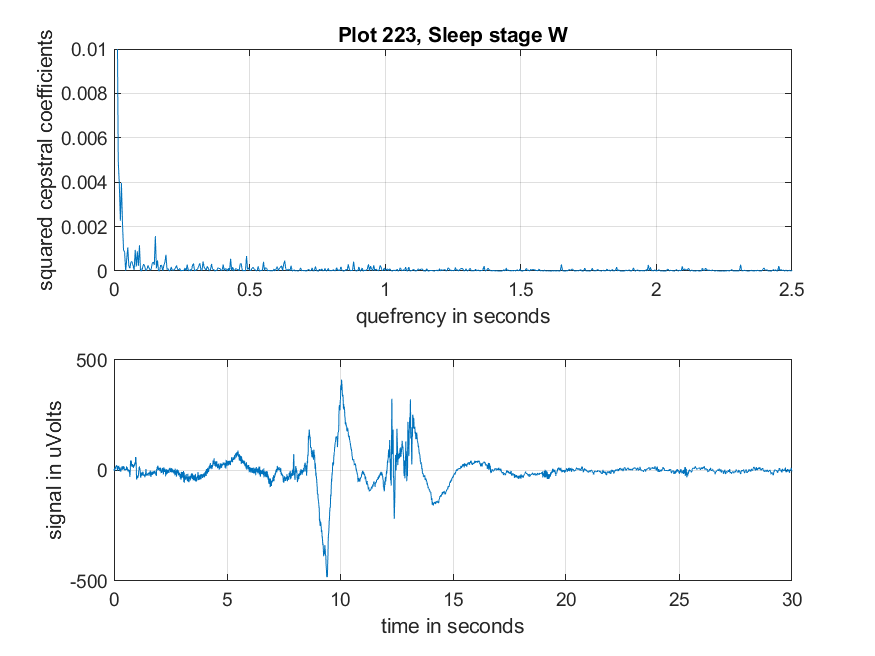 Plot 223, Sleep stage W
squared cepstral coefficients
0.01
0.008
0.006
0.004
0.002
0
0 0.5 1 1.5 2 2.5
quefrency in seconds
signal in uVolts
500
0
-500
0 5 10 15 20 25 30
time in seconds